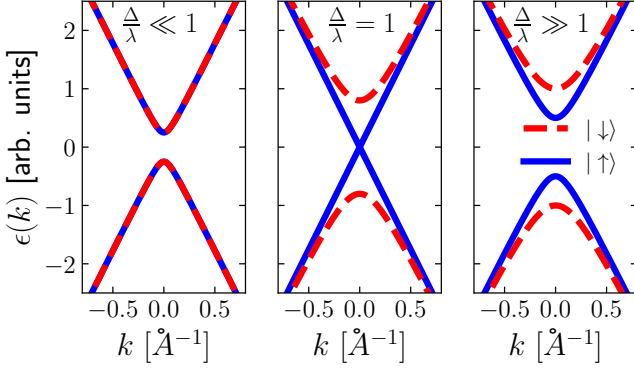 Δ/λ ≪ 1
Δ/λ = 1
Δ/λ ≫ 1
ϵ(k) [arb. units]
2
1
0
−1
−2
| ↓⟩
| ↑⟩
−0.5 0.0 0.5
−0.5 0.0 0.5
−0.5 0.0 0.5
k [Å⁻¹]
k [Å⁻¹]
k [Å⁻¹]